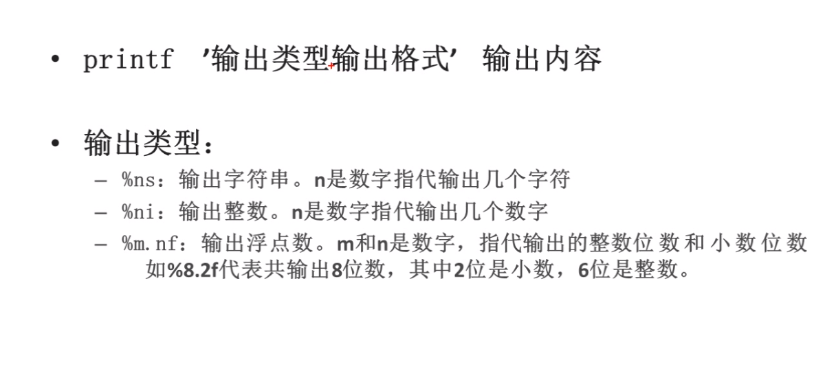 • printf ’输出类型输出格式’ 输出内容
• 输出类型：
– %ns：输出字符串。n是数字指代输出几个字符
– %ni：输出整数。n是数字指代输出几个数字
– %m.nf：输出浮点数。m和n是数字，指代输出的整数位数和小数位数
如%8.2f代表共输出8位数，其中2位是小数，6位是整数。